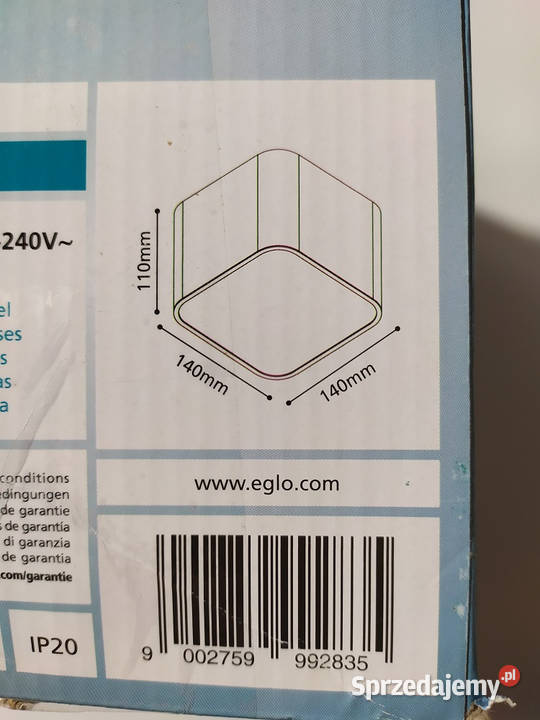 -240V~
110mm
140mm
140mm
el
ses
s
as
a
www.eglo.com
conditions
edingungen
de garantie
s de garantía
di garanzia
de garantia
com/garantie
IP20
9 002759 992835
Sprzedajemy.pl